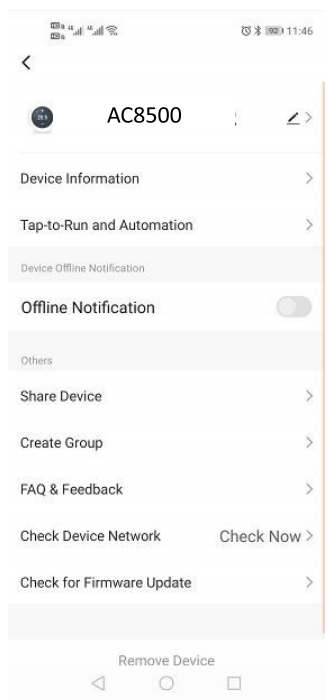 92 11:46
AC8500
Device Information
Tap-to-Run and Automation
Device Offline Notification
Offline Notification
Others
Share Device
Create Group
FAQ & Feedback
Check Device Network Check Now
Check for Firmware Update
Remove Device